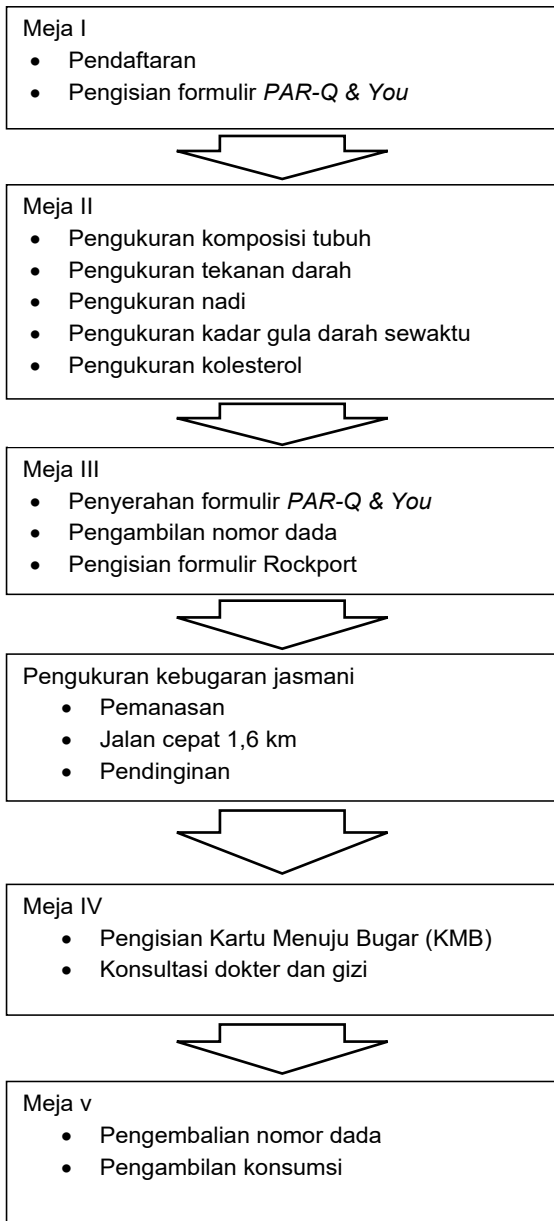 Meja I
• Pendaftaran
• Pengisian formulir PAR-Q & You
Meja II
• Pengukuran komposisi tubuh
• Pengukuran tekanan darah
• Pengukuran nadi
• Pengukuran kadar gula darah sewaktu
• Pengukuran kolesterol
Meja III
• Penyerahan formulir PAR-Q & You
• Pengambilan nomor dada
• Pengisian formulir Rockport
Pengukuran kebugaran jasmani
• Pemanasan
• Jalan cepat 1,6 km
• Pendinginan
Meja IV
• Pengisian Kartu Menuju Bugar (KMB)
• Konsultasi dokter dan gizi
Meja v
• Pengembalian nomor dada
• Pengambilan konsumsi